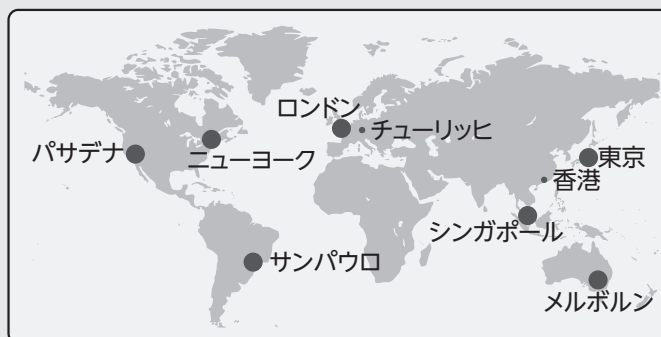 ロンドン
チューリッヒ
パサデナ
ニューヨーク
東京
香港
シンガポール
サンパウロ
メルボルン